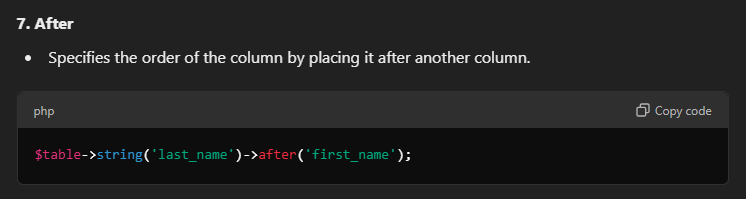 7. After
• Specifies the order of the column by placing it after another column.
php
Copy code
$table->string('last_name')->after('first_name');